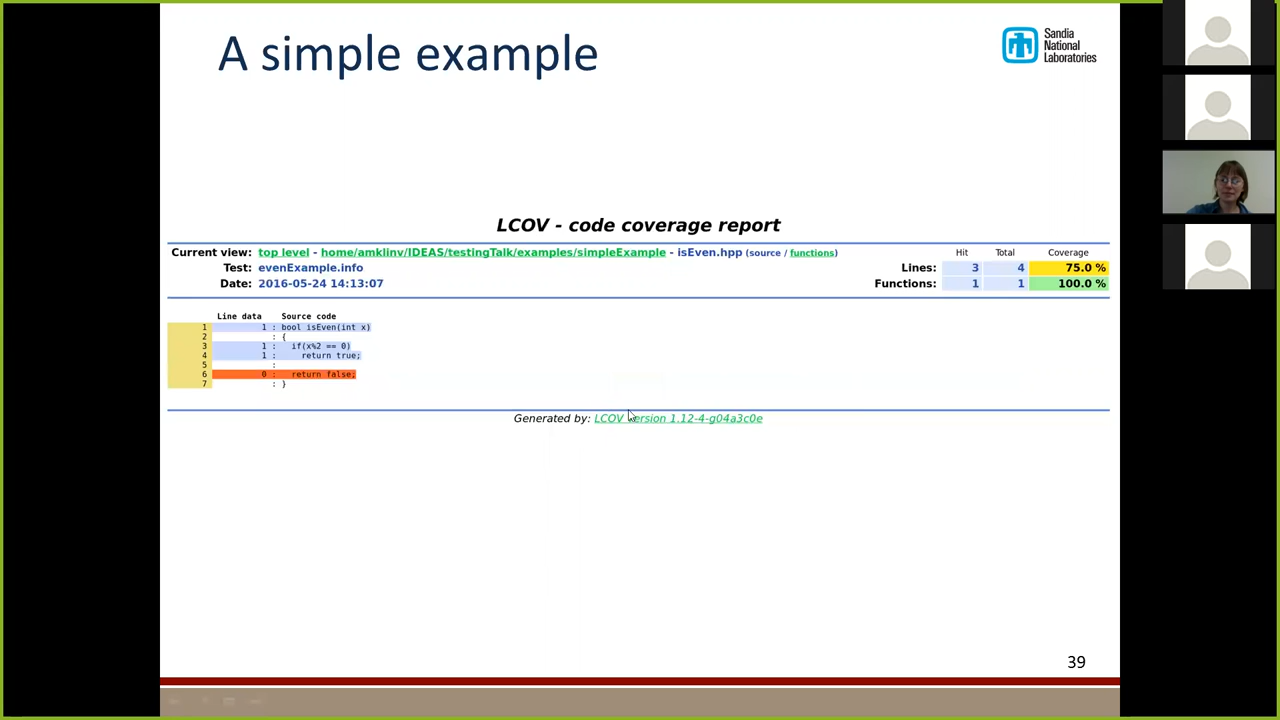 A simple example
Sandia
National
Laboratories
LCOV - code coverage report
Current view: top level - home/amklinv/IDEAS/testingTalk/examples/simpleExample - isEven.hpp (source / functions) Hit Total Coverage
Test: evenExample.info Lines: 3 4 75.0 %
Date: 2016-05-24 14:13:07 Functions: 1 1 100.0 %
Line data Source code
1 1 : bool isEven(int x)
2 : {
3 1 : if(x%2 == 0)
4 1 : return true;
5 :
6 0 : return false;
7 : }
Generated by: LCOV version 1.12-4-g04a3c0e
39